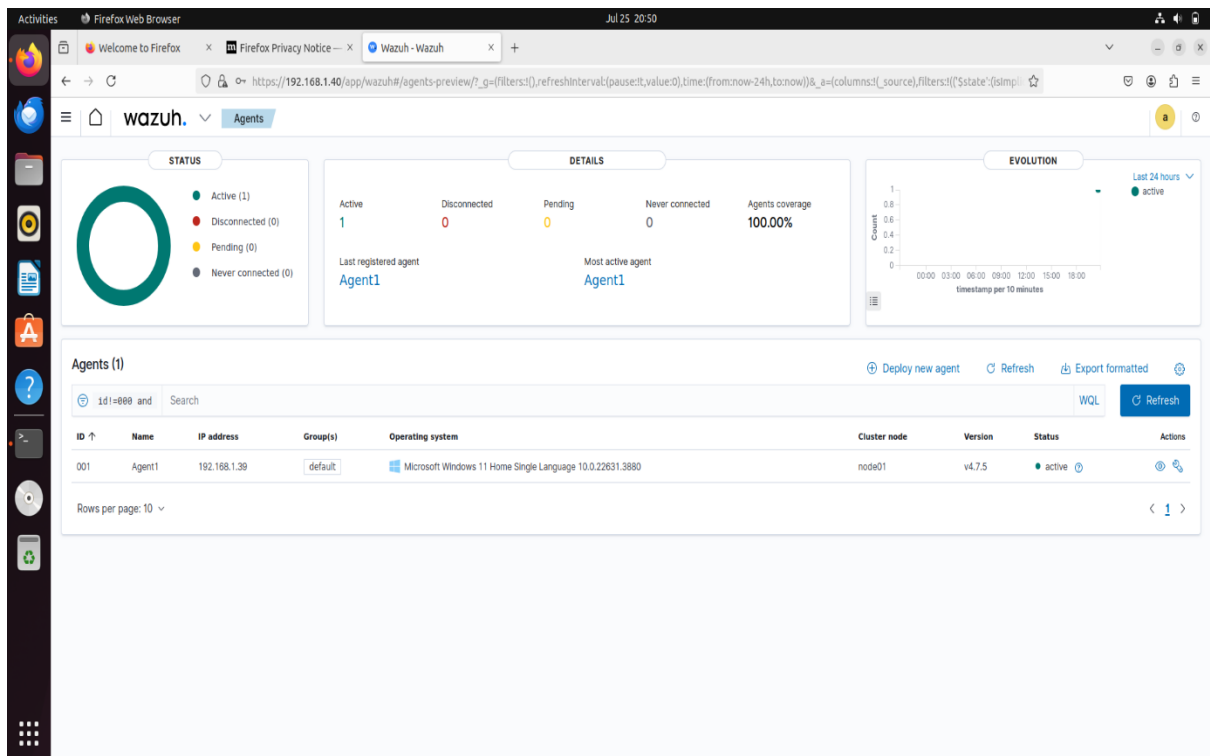 Activities Firefox Web Browser Jul 25 20:50
Welcome to Firefox × Firefox Privacy Notice — × Wazuh - Wazuh × +
https://192.168.1.40/app/wazuh#/agents-preview/?_g=(filters:!(),refreshInterval:(pause:!t,value:0),time:(from:now-24h,to:now))&_a=(columns:!(_source),filters:!(('$state':(isImpl
wazuh. Agents a
STATUS
Active (1)
Disconnected (0)
Pending (0)
Never connected (0)
DETAILS
Active Disconnected Pending Never connected Agents coverage
1 0 0 0 100.00%
Last registered agent Most active agent
Agent1 Agent1
EVOLUTION
Last 24 hours
active
Count
1
0.8
0.6
0.4
0.2
0
00:00 03:00 06:00 09:00 12:00 15:00 18:00
timestamp per 10 minutes
Agents (1) Deploy new agent Refresh Export formatted
id!=000 and Search WQL Refresh
ID ↑ Name IP address Group(s) Operating system Cluster node Version Status Actions
001 Agent1 192.168.1.39 default Microsoft Windows 11 Home Single Language 10.0.22631.3880 node01 v4.7.5 active
Rows per page: 10 < 1 >